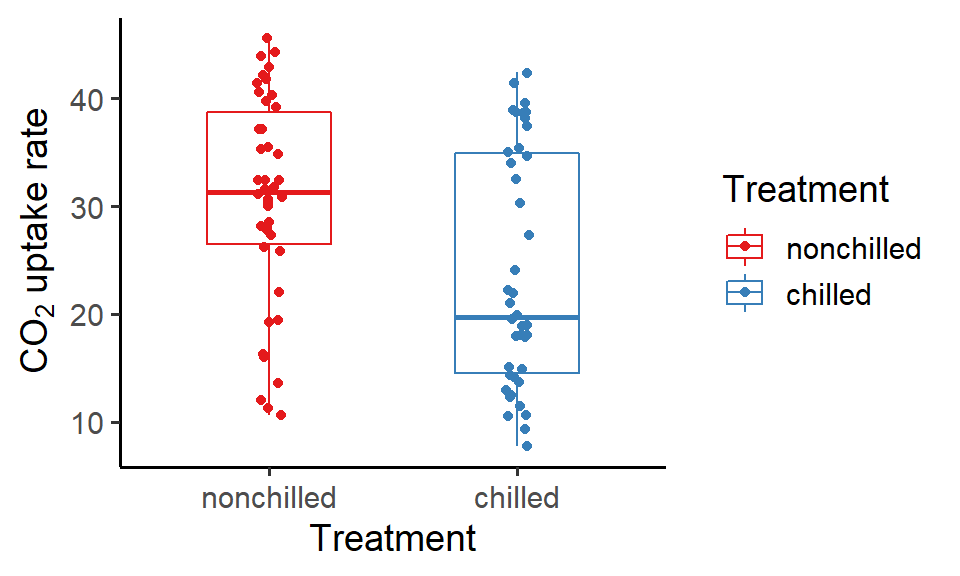 CO₂ uptake rate
40
30
20
10
nonchilled
chilled
Treatment
Treatment
nonchilled
chilled